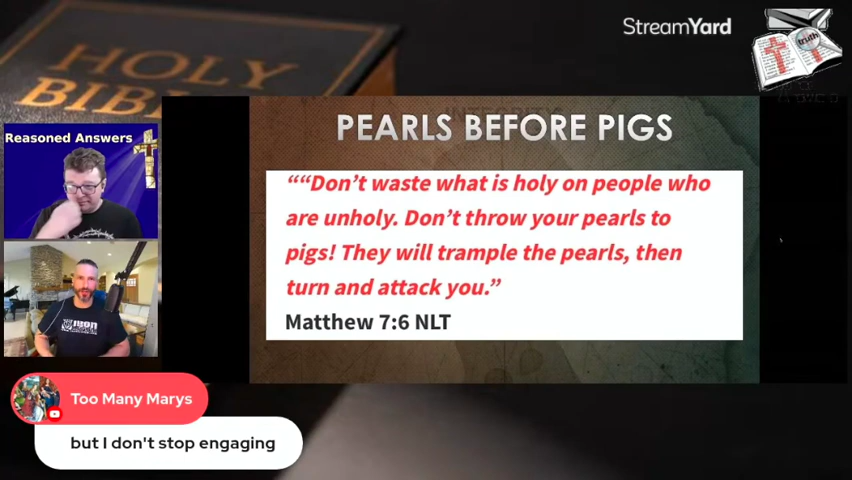 HOLY
BIB
StreamYard
truth
Reasoned Answers
PEARLS BEFORE PIGS
““Don’t waste what is holy on people who
are unholy. Don’t throw your pearls to
pigs! They will trample the pearls, then
turn and attack you.”
Matthew 7:6 NLT
Too Many Marys
but I don't stop engaging